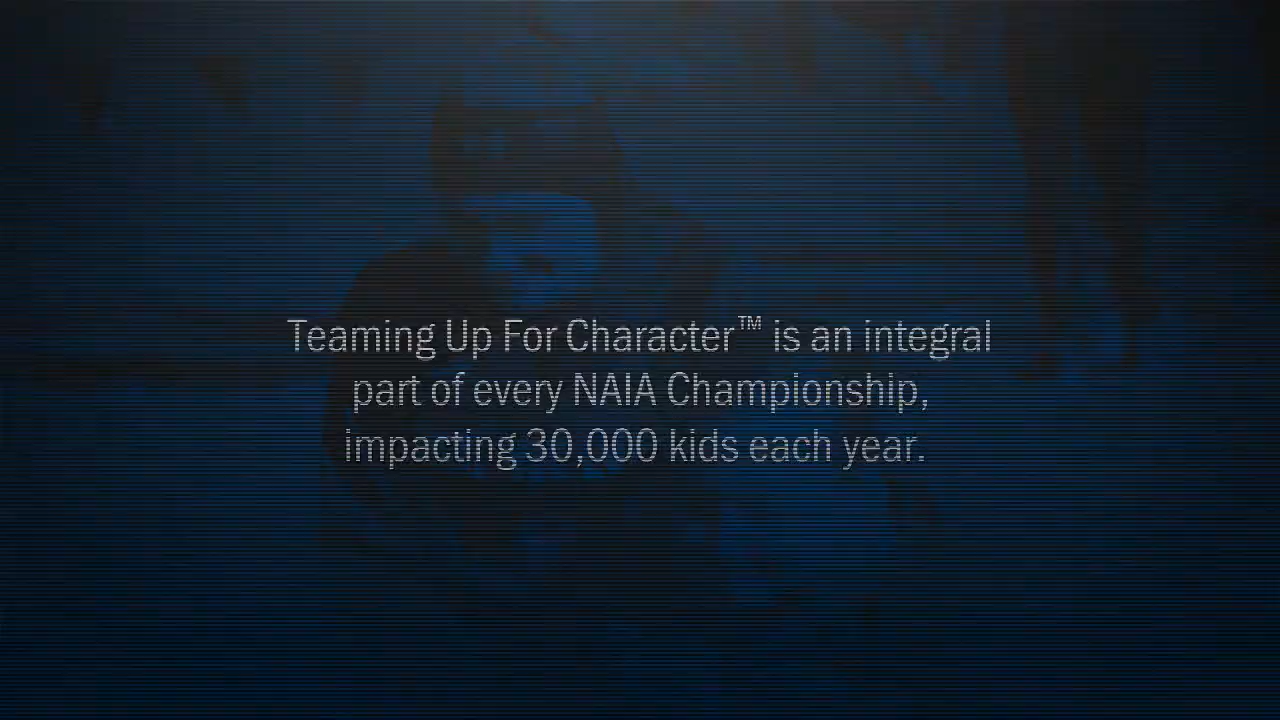 Teaming Up For Character™ is an integral
part of every NAIA Championship,
impacting 30,000 kids each year.